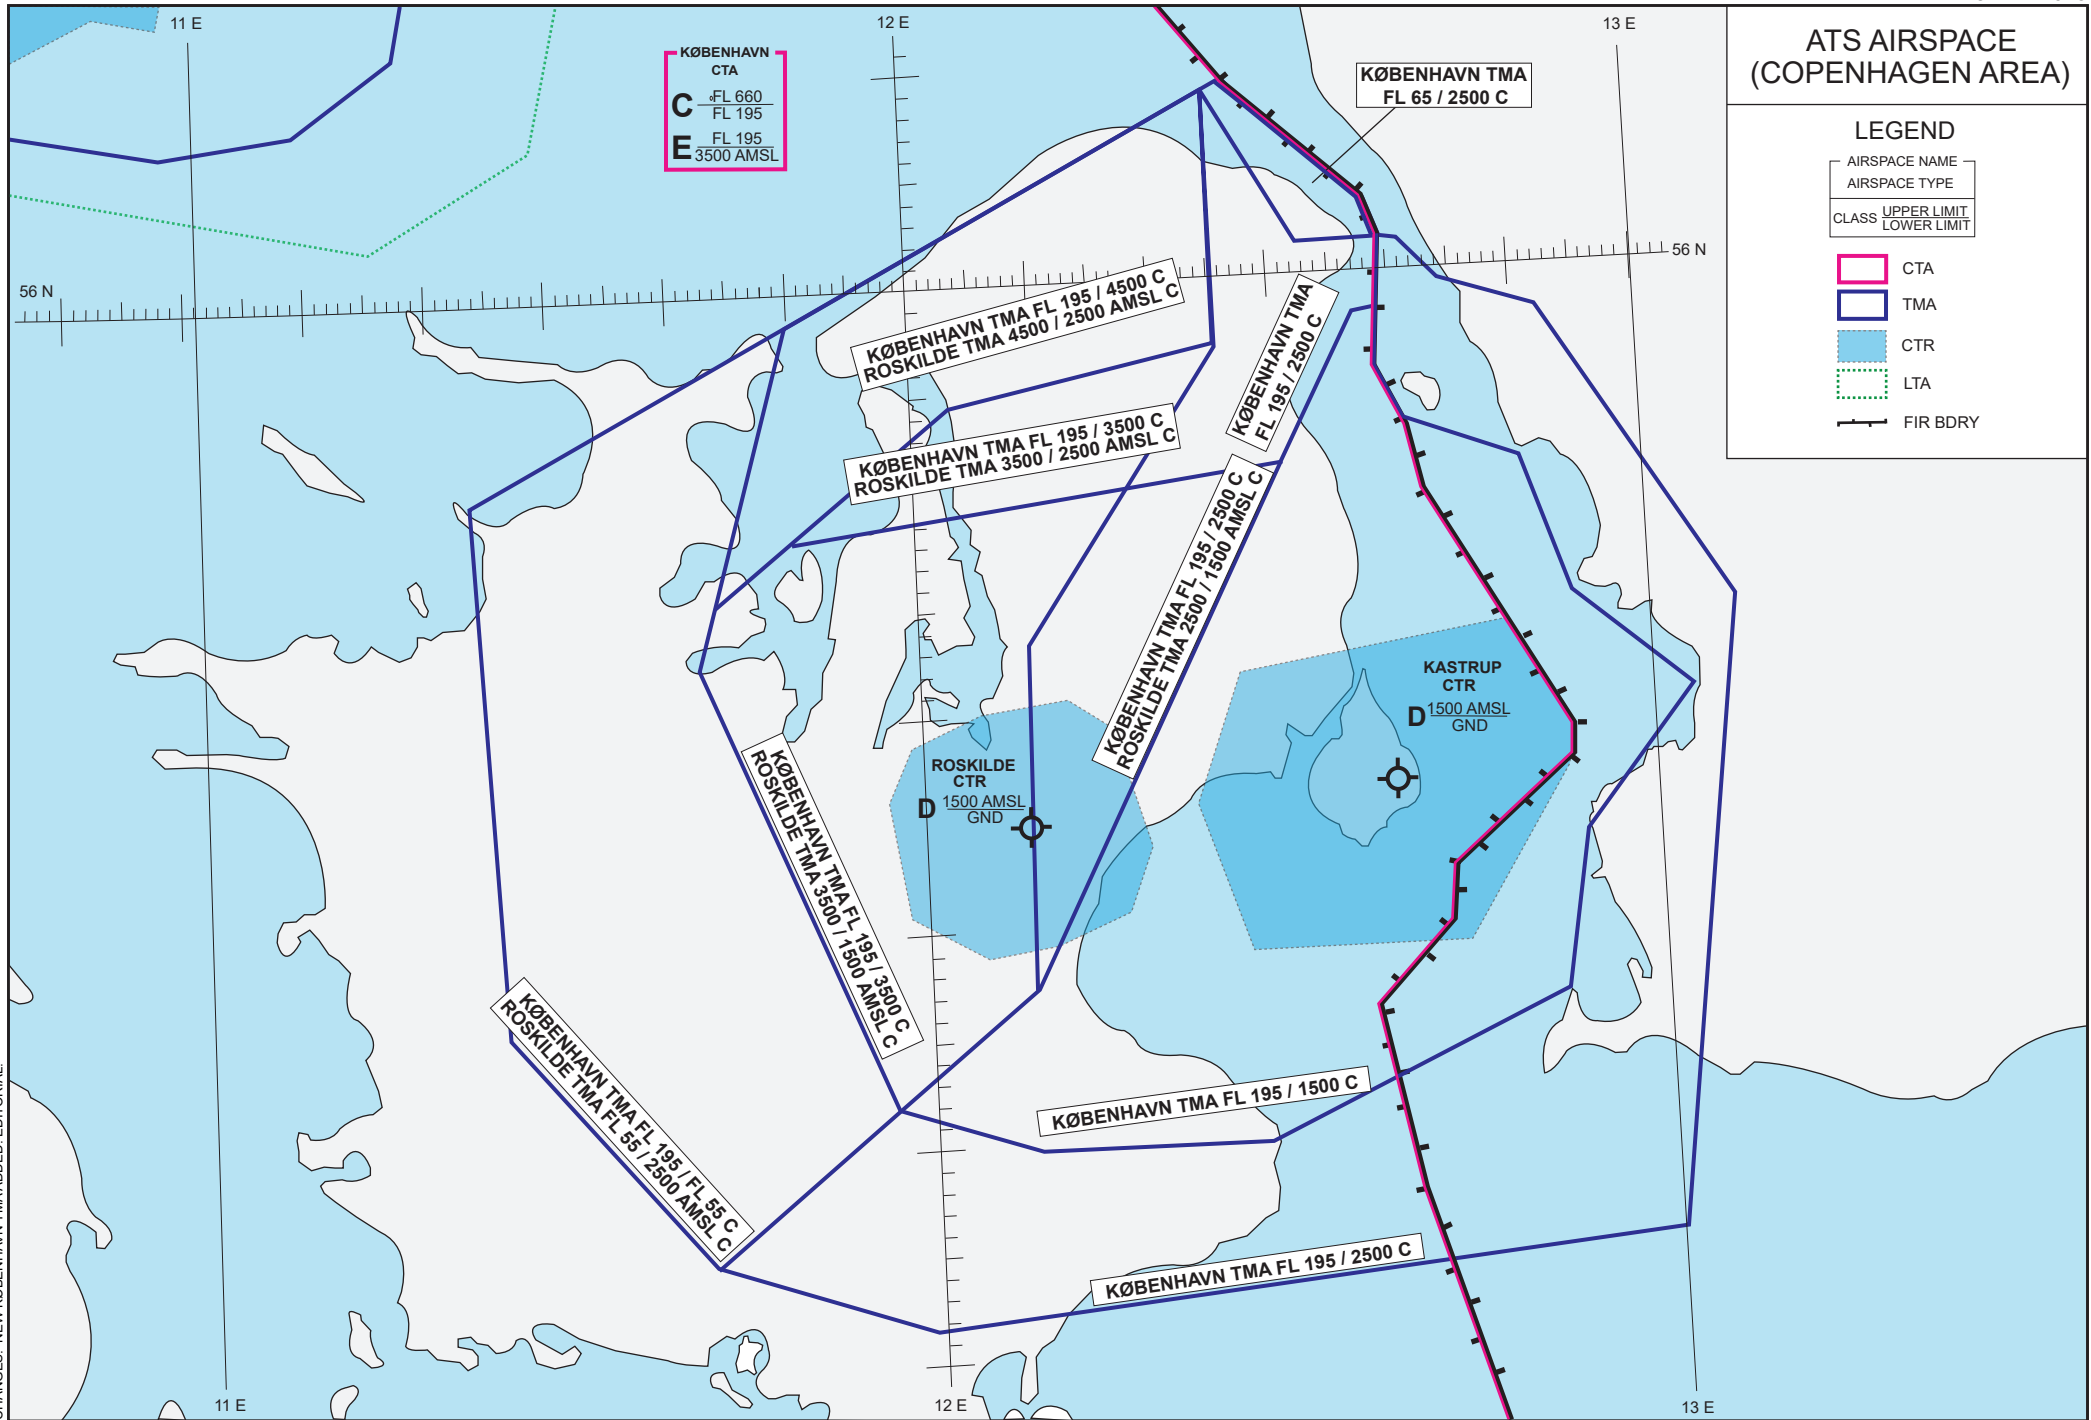 11 E
12 E
13 E
KØBENHAVN
CTA
C FL 660
FL 195
E FL 195
3500 AMSL
KØBENHAVN TMA
FL 65 / 2500 C
ATS AIRSPACE
(COPENHAGEN AREA)
LEGEND
AIRSPACE NAME
AIRSPACE TYPE
CLASS UPPER LIMIT
LOWER LIMIT
CTA
TMA
CTR
LTA
FIR BDRY
56 N
56 N
KØBENHAVN TMA FL 195 / 4500 C
ROSKILDE TMA 4500 / 2500 AMSL C
KØBENHAVN TMA
FL 195 / 2500 C
KØBENHAVN TMA FL 195 / 3500 C
ROSKILDE TMA 3500 / 2500 AMSL C
KØBENHAVN TMA FL 195 / 2500 C
ROSKILDE TMA 2500 / 1500 AMSL C
KASTRUP
CTR
D 1500 AMSL
GND
ROSKILDE
CTR
D 1500 AMSL
GND
KØBENHAVN TMA FL 195 / 3500 C
ROSKILDE TMA 3500 / 1500 AMSL C
KØBENHAVN TMA FL 195 / FL 55 C
ROSKILDE TMA FL 55 / 2500 AMSL C
KØBENHAVN TMA FL 195 / 1500 C
KØBENHAVN TMA FL 195 / 2500 C
11 E
12 E
13 E